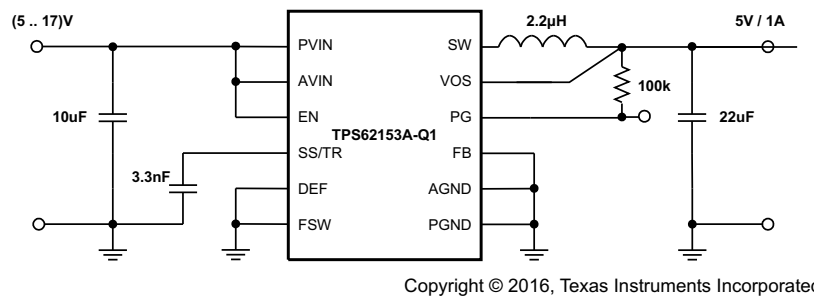 (5 .. 17)V
2.2µH
5V / 1A
PVIN
SW
AVIN
VOS
100k
10uF
EN
PG
22uF
TPS62153A-Q1
SS/TR
FB
3.3nF
DEF
AGND
FSW
PGND
Copyright © 2016, Texas Instruments Incorporated